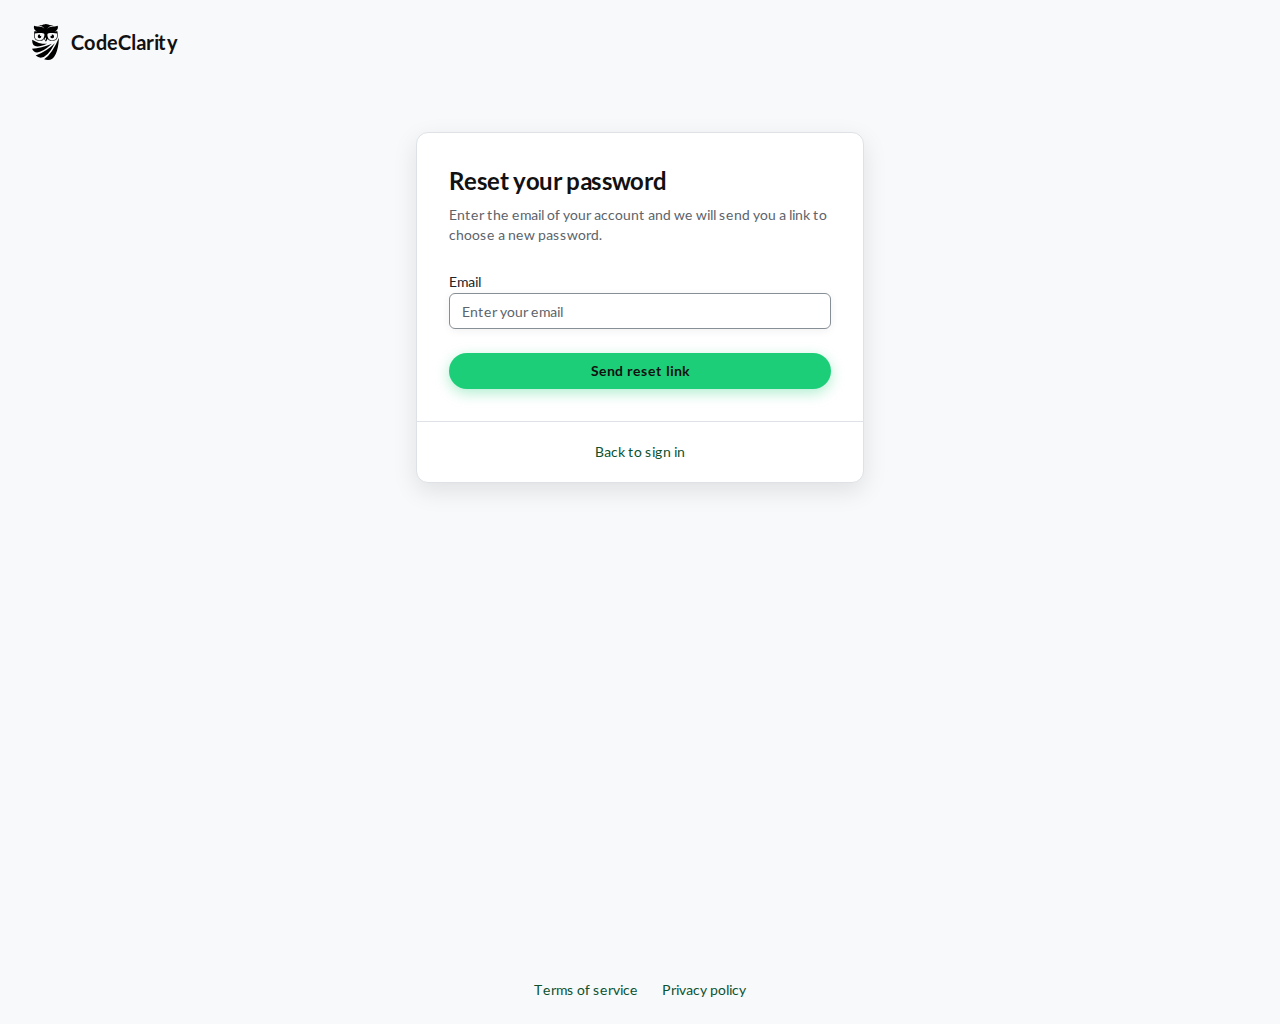 CodeClarity
Reset your password
Enter the email of your account and we will send you a link to
choose a new password.
Email
Enter your email
Send reset link
Back to sign in
Terms of service Privacy policy